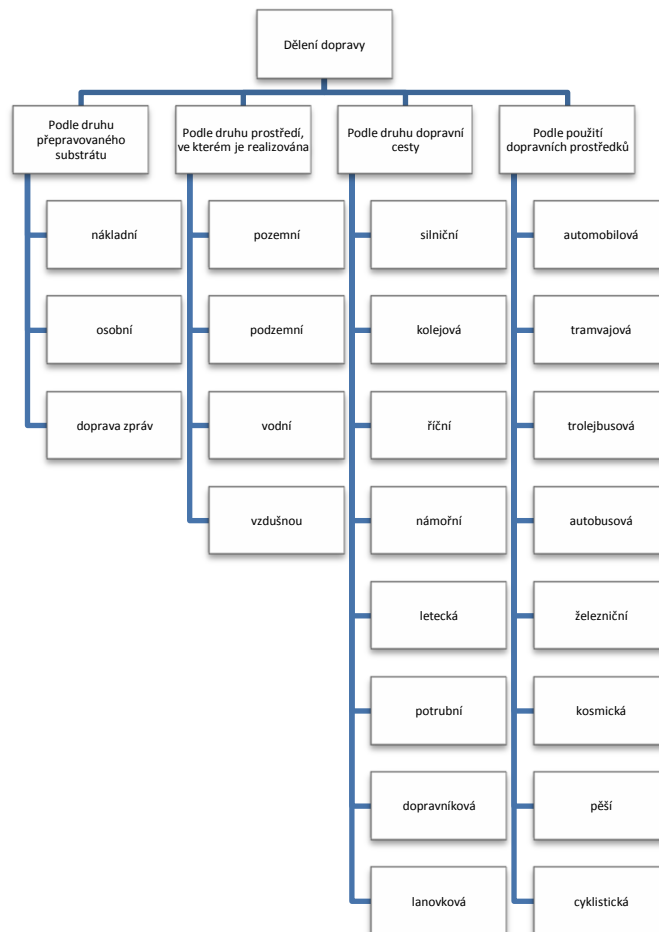 Dělení dopravy
Podle druhu
přepravovaného
substrátu
nákladní
osobní
doprava zpráv
Podle druhu prostředí,
ve kterém je realizována
pozemní
podzemní
vodní
vzdušnou
Podle druhu dopravní
cesty
silniční
kolejová
říční
námořní
letecká
potrubní
dopravníková
lanovková
Podle použití
dopravních prostředků
automobilová
tramvajová
trolejbusová
autobusová
železniční
kosmická
pěší
cyklistická